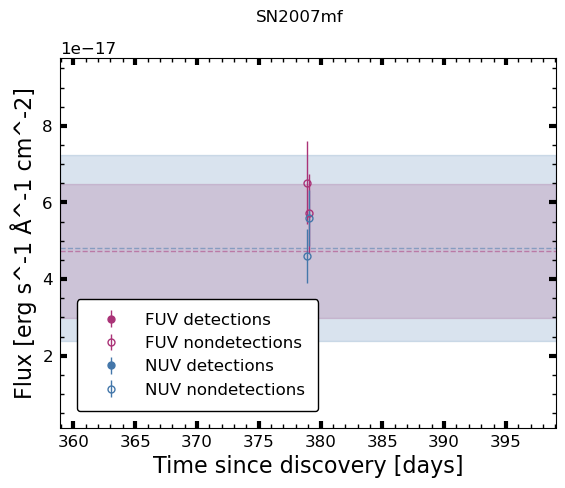 SN2007mf
1e−17
8
6
4
2
Flux [erg s^-1 Å^-1 cm^-2]
FUV detections
FUV nondetections
NUV detections
NUV nondetections
360 365 370 375 380 385 390 395
Time since discovery [days]